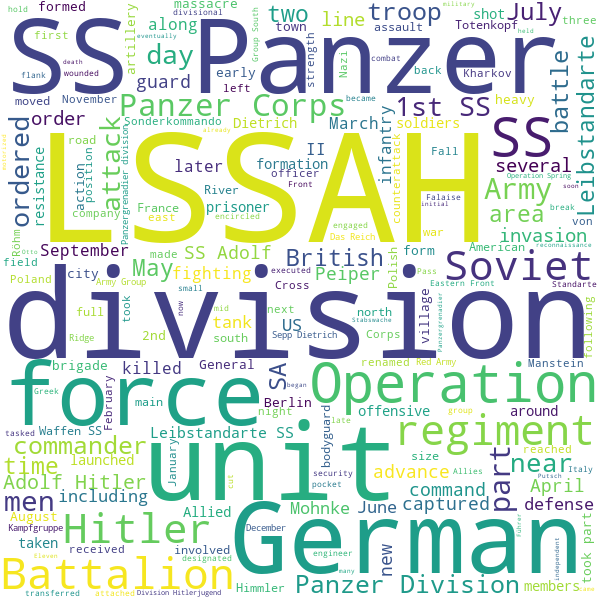 hold
formed
massacre
divisional
eventually
two
troop
July
military
along
line
Group South
artillery
town
assault
Totenkopf
shot
three
first
SS Panzer
day
strength
Nazi
death
wounded
flank
early
back
Kharkov
combat
became
held
guard
left
moved
November
Panzer Corps
1st SS
heavy
order
Sonderkommando
Dietrich
March
soldiers
already
battle
Leibstandarte
ordered
attack
Panzergrenadier division
infantry
counterattack
road
later
II
Fall
SS
resistance
action
position
formation
officer
several
River
Front
Operation Spring
soon
motorized
company
France
prisoner
Falaise
initial
Army
break
von
LSSAH
east
encircled
engaged
area
Röhm
September
made
SS Adolf
British
Das Reich
war
invasion
reconnaissance
field
Otto
May
Polish
form
American
Poland
city
fighting
Peiper
executed
Cross
Pass
Eastern Front
Standarte
Soviet
Army Group
small
mid
now
took
full
2nd
tank
next
US
north
village
Panzergrenadier
following
division
Stabswache
Ridge
south
Corps
Sepp Dietrich
General
renamed
Red Army
Manstein
Greek
brigade
killed
SA
began
force
Operation
tasked
main
February
Berlin
offensive
group
around
Waffen SS
night
late
commander
Leibstandarte SS
unit
regiment
bodyguard
time
launched
January
size
advance
reached
Adolf Hitler
cut
security
Allies
Putsch
Italy
near
men
including
pocket
part
April
Hitler
August
Allied
June
command
captured
defense
Kampfgruppe
Mohnke
German
taken
received
involved
December
new
took part
Eleven
engineer
Führer
independent
Battalion
designated
many
Himmler
Panzer Division
members
transferred
attached
Division Hitlerjugend